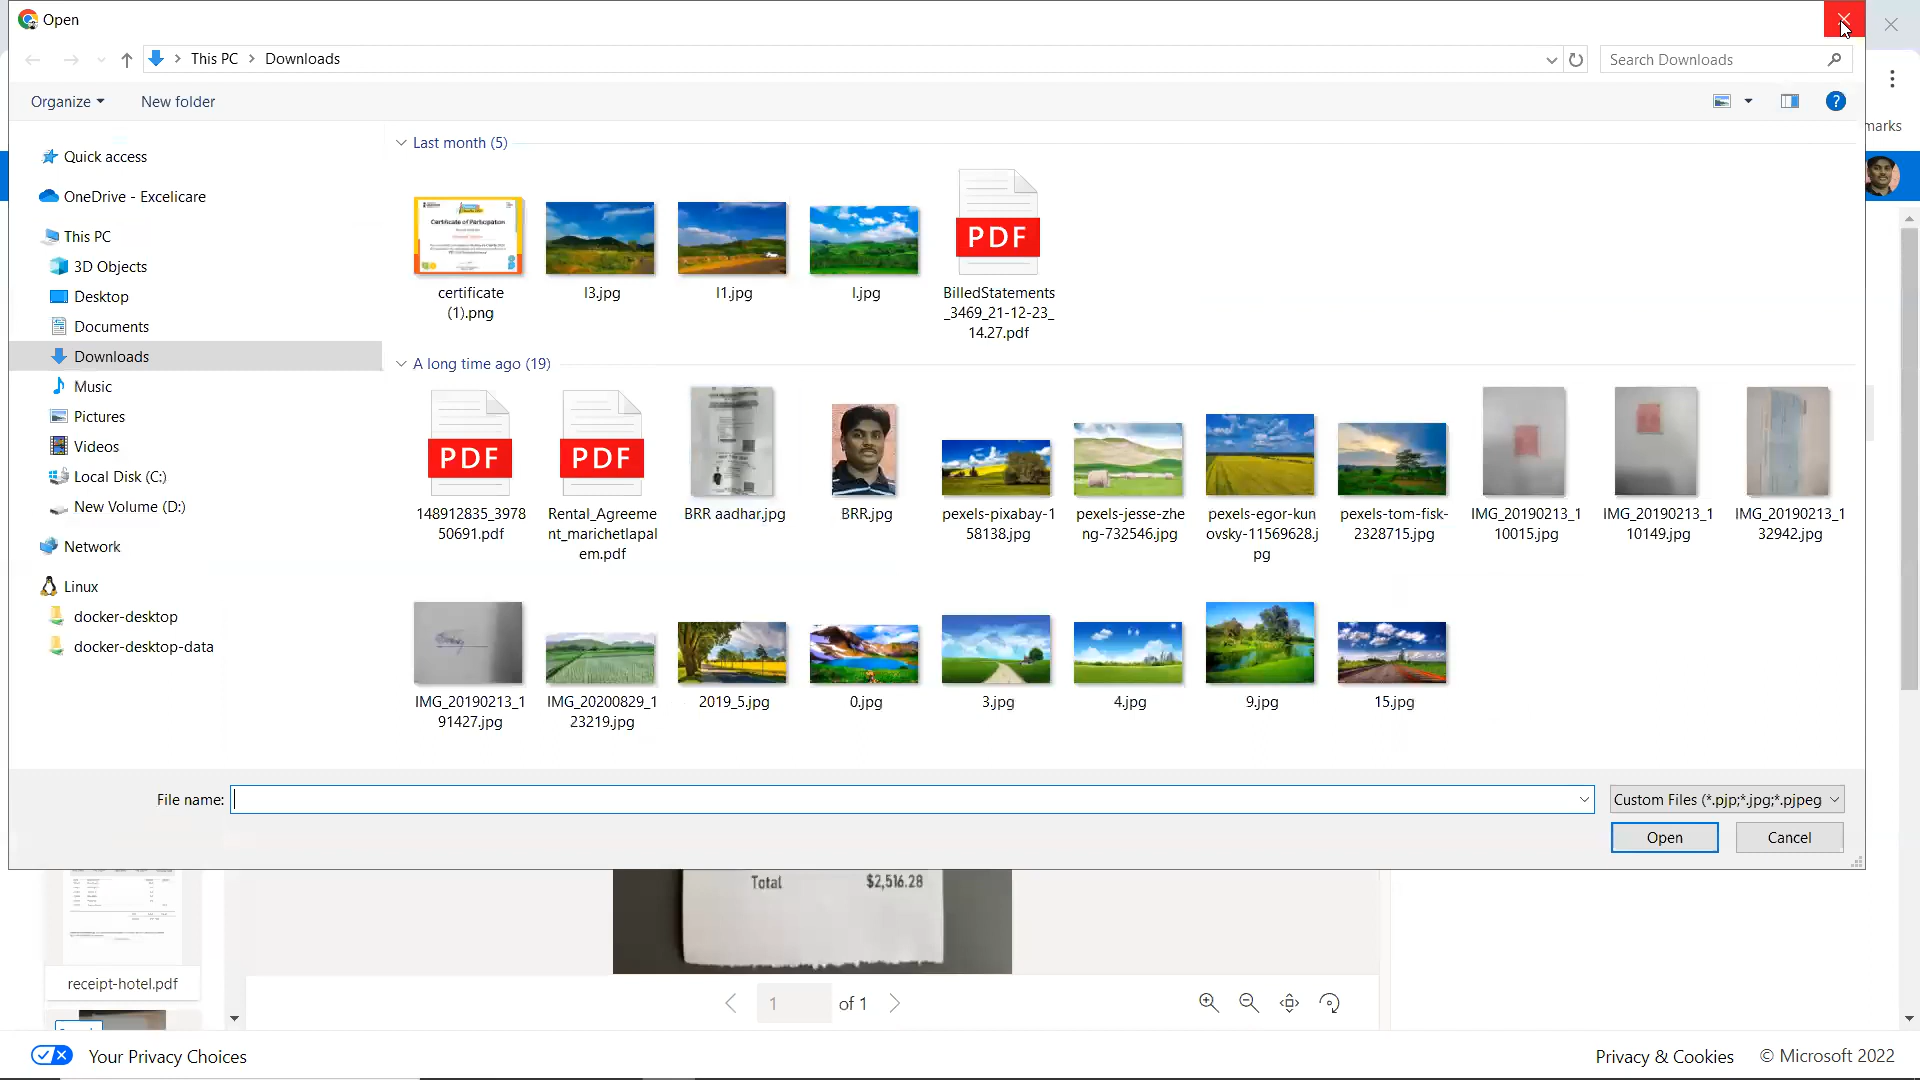 Open
This PC > Downloads
Search Downloads
Organize
New folder
?
marks
Quick access
OneDrive - Excelicare
This PC
3D Objects
Desktop
Documents
Downloads
Music
Pictures
Videos
Local Disk (C:)
New Volume (D:)
Network
Linux
docker-desktop
docker-desktop-data
Last month (5)
Certificate of Participation
certificate
(1).png
l3.jpg
l1.jpg
l.jpg
PDF
BilledStatements
_3469_21-12-23_
14.27.pdf
A long time ago (19)
PDF
148912835_3978
50691.pdf
PDF
Rental_Agreeme
nt_marichetlapal
em.pdf
BRR aadhar.jpg
BRR.jpg
pexels-pixabay-1
58138.jpg
pexels-jesse-zhe
ng-732546.jpg
pexels-egor-kun
ovsky-11569628.j
pg
pexels-tom-fisk-
2328715.jpg
IMG_20190213_1
10015.jpg
IMG_20190213_1
10149.jpg
IMG_20190213_1
32942.jpg
IMG_20190213_1
91427.jpg
IMG_20200829_1
23219.jpg
2019_5.jpg
0.jpg
3.jpg
4.jpg
9.jpg
15.jpg
File name:
Custom Files (*.pjp;*.jpg;*.pjpeg
Open
Cancel
Total $2,516.28
receipt-hotel.pdf
1 of 1
Your Privacy Choices
Privacy & Cookies
© Microsoft 2022